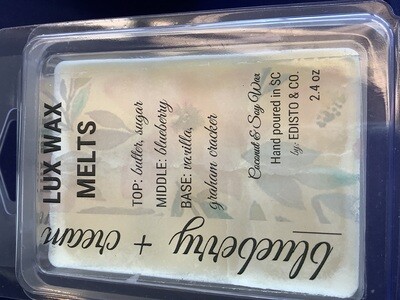 LUX WAX
MELTS
TOP: butter, sugar
MIDDLE: blueberry
BASE: vanilla,
graham cracker
Coconut & Soy Wax
Hand poured in SC
by: EDISTO & CO.
2.4 oz
blueberry + cream